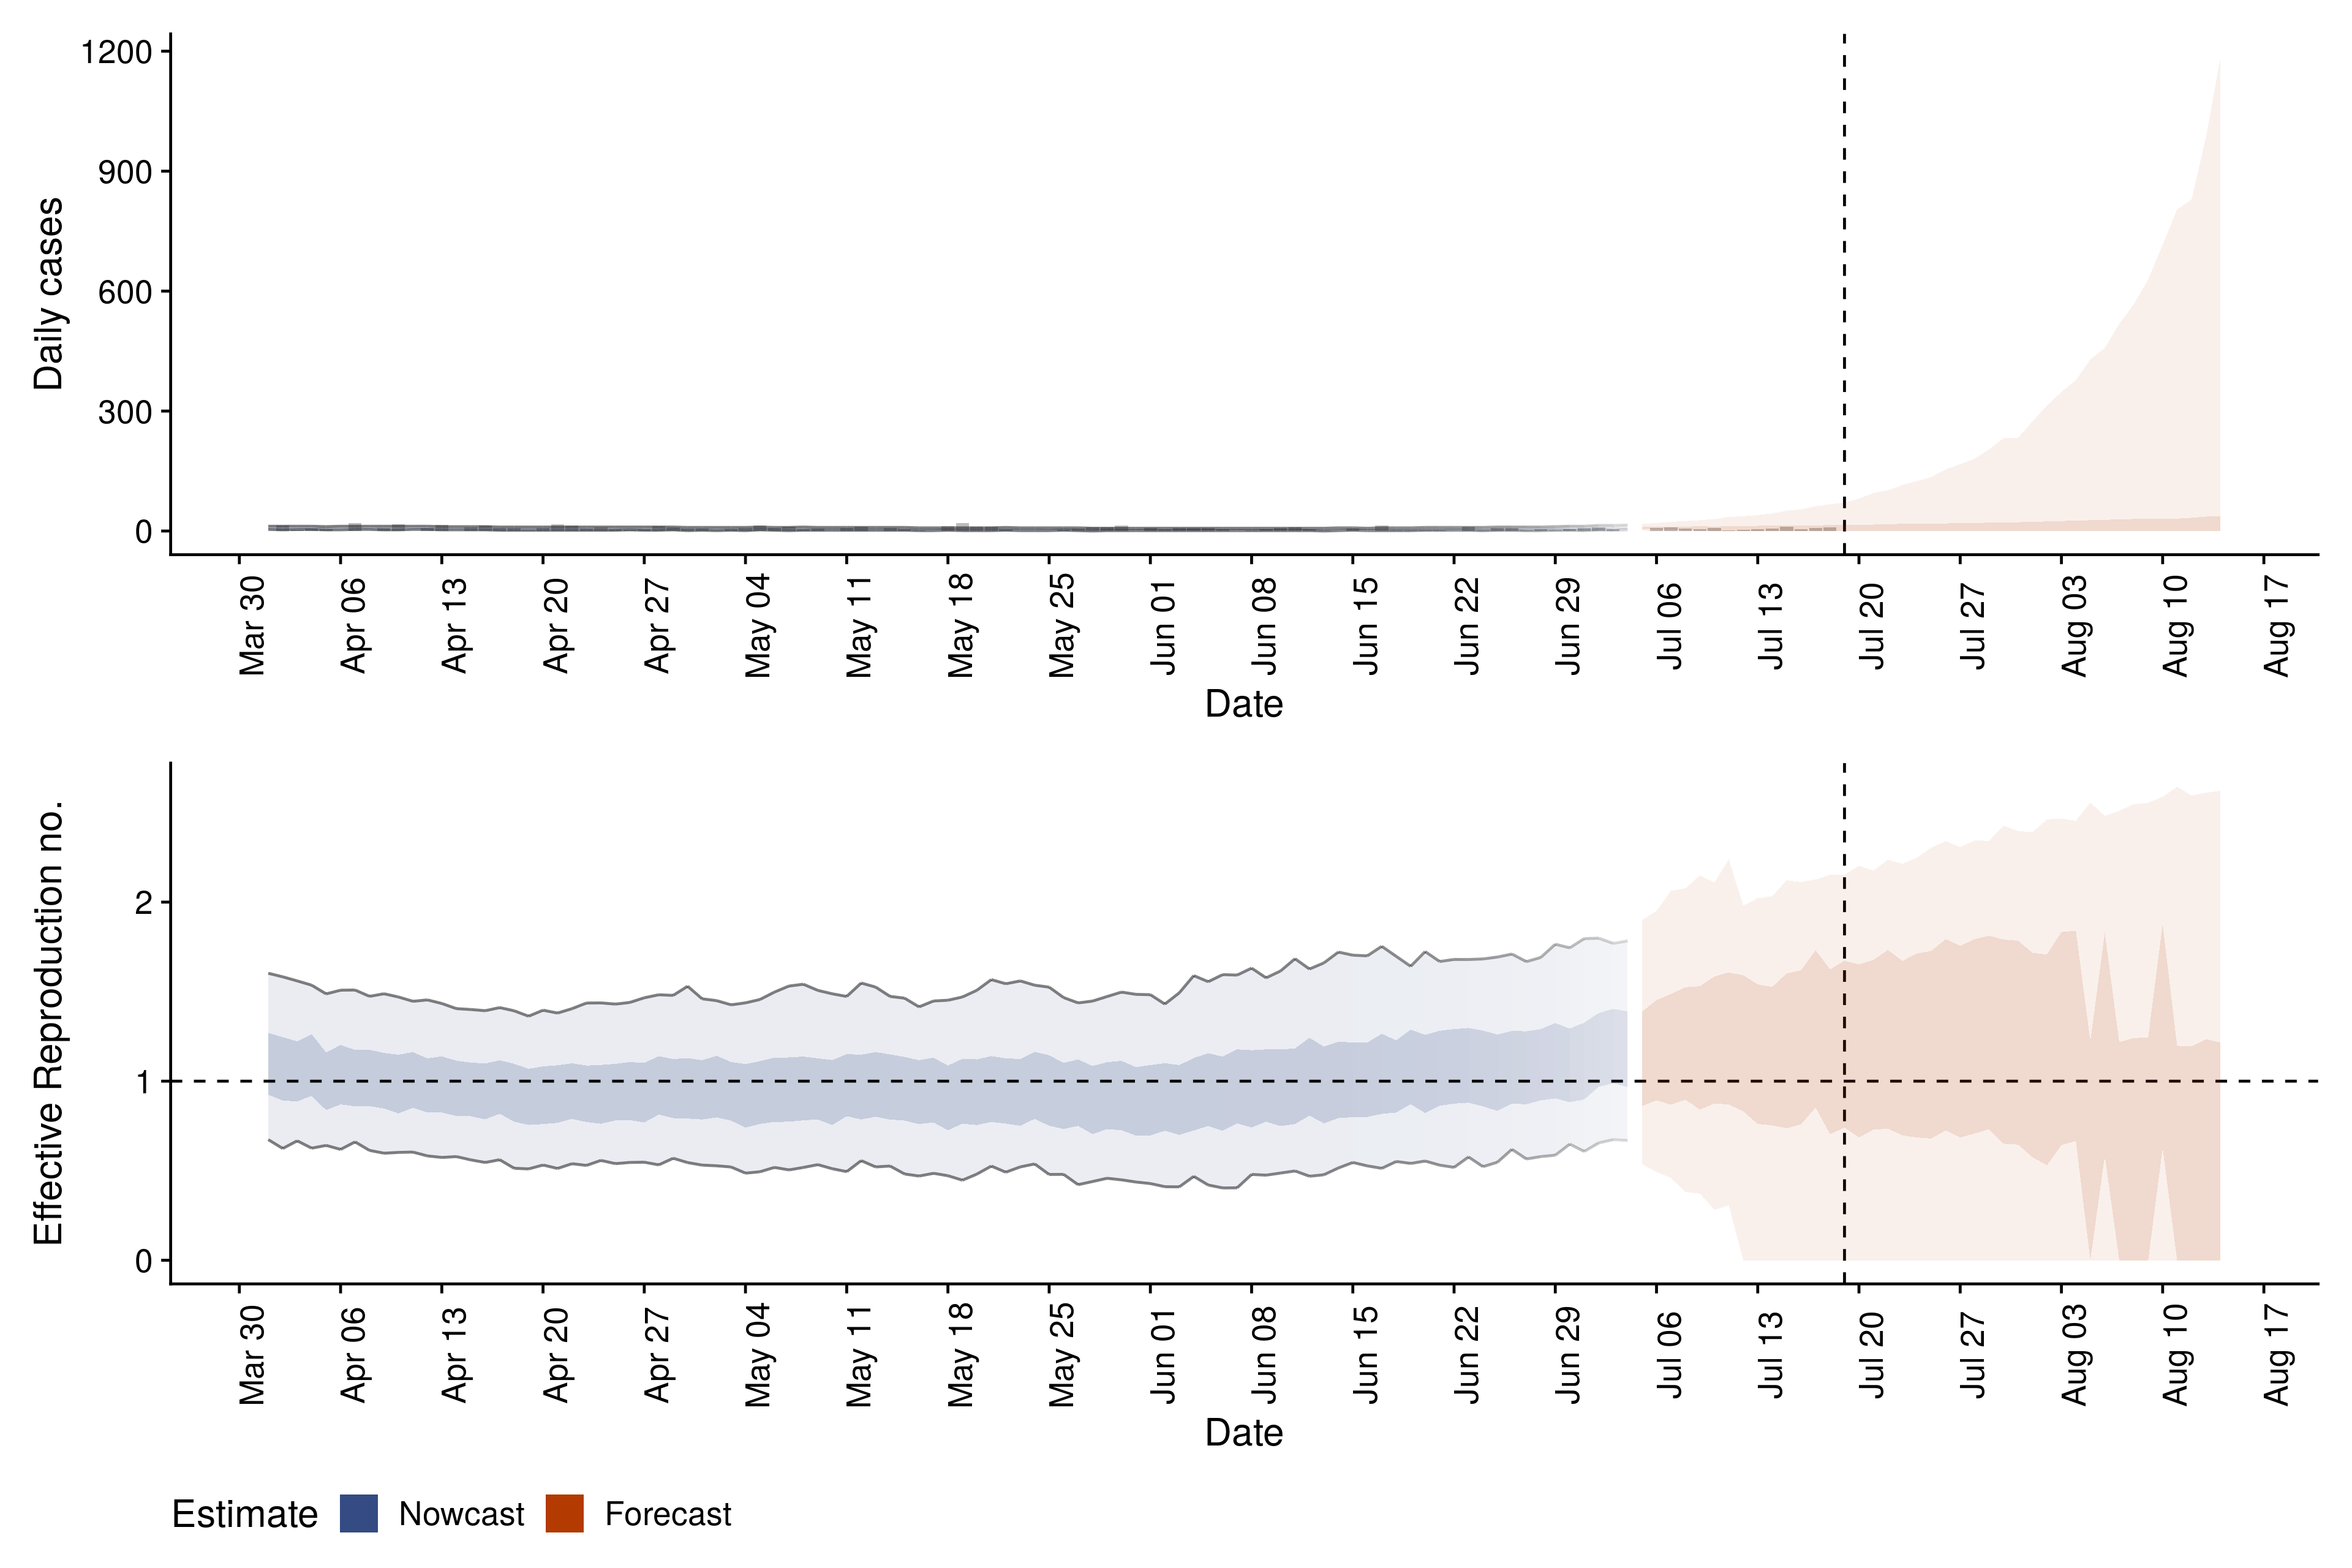 Daily cases
1200
900
600
300
0
Mar 30 Apr 06 Apr 13 Apr 20 Apr 27 May 04 May 11 May 18 May 25 Jun 01 Jun 08 Jun 15 Jun 22 Jun 29 Jul 06 Jul 13 Jul 20 Jul 27 Aug 03 Aug 10 Aug 17
Date
Effective Reproduction no.
2
1
0
Mar 30 Apr 06 Apr 13 Apr 20 Apr 27 May 04 May 11 May 18 May 25 Jun 01 Jun 08 Jun 15 Jun 22 Jun 29 Jul 06 Jul 13 Jul 20 Jul 27 Aug 03 Aug 10 Aug 17
Date
Estimate Nowcast Forecast